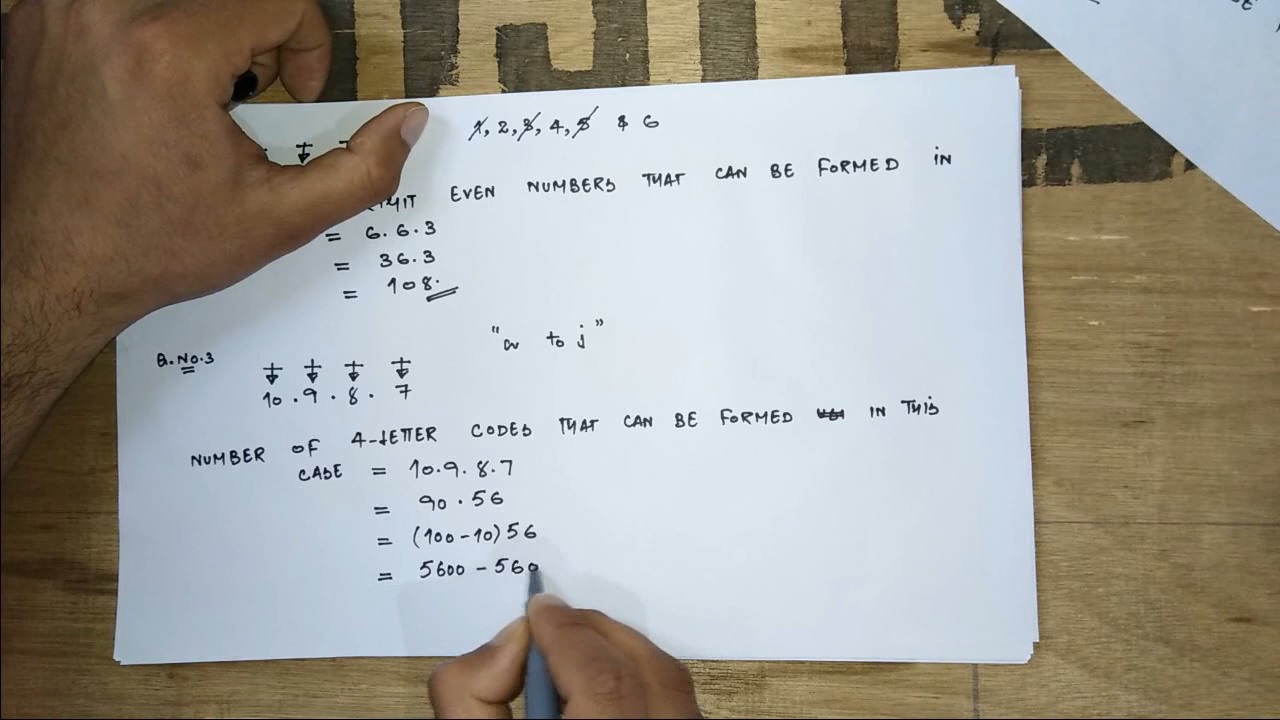 1, 2, 3, 4, 5 & 6
EVEN NUMBERS THAT CAN BE FORMED IN
= 6.6.3
= 36.3
= 108.
"a to j"
Q.NO.3
10.9.8.7
NUMBER OF 4-LETTER CODES THAT CAN BE FORMED IN THIS
CASE = 10.9.8.7
= 90.56
= (100-10)56
= 5600-560